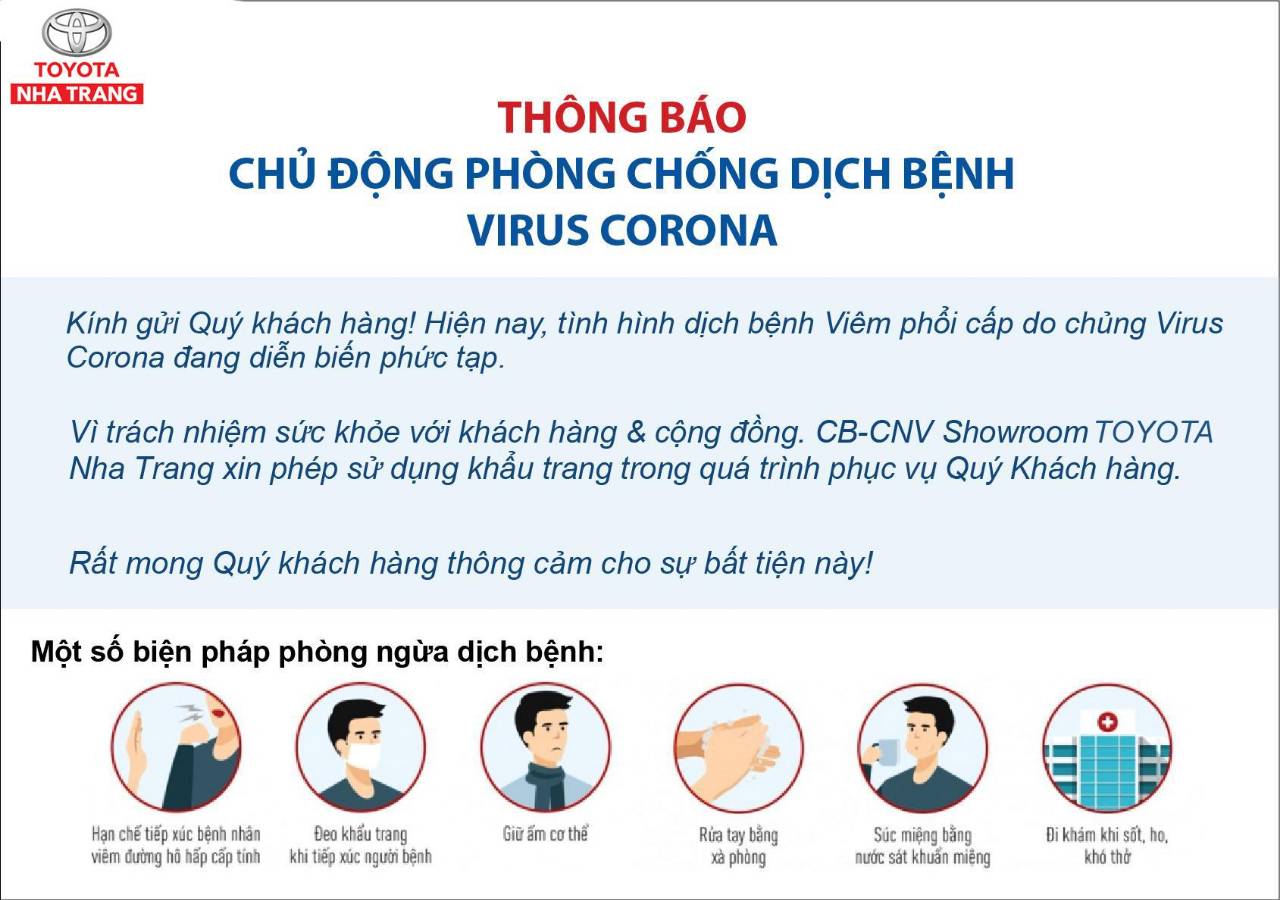 TOYOTA
NHA TRANG
THÔNG BÁO
CHỦ ĐỘNG PHÒNG CHỐNG DỊCH BỆNH
VIRUS CORONA
Kính gửi Quý khách hàng! Hiện nay, tình hình dịch bệnh Viêm phổi cấp do chủng Virus
Corona đang diễn biến phức tạp.
Vì trách nhiệm sức khỏe với khách hàng & cộng đồng. CB-CNV Showroom TOYOTA
Nha Trang xin phép sử dụng khẩu trang trong quá trình phục vụ Quý Khách hàng.
Rất mong Quý khách hàng thông cảm cho sự bất tiện này!
Một số biện pháp phòng ngừa dịch bệnh:
Hạn chế tiếp xúc bệnh nhân
viêm đường hô hấp cấp tính
Đeo khẩu trang
khi tiếp xúc người bệnh
Giữ ấm cơ thể
Rửa tay bằng
xà phòng
Súc miệng bằng
nước sát khuẩn miệng
Đi khám khi sốt, ho,
khó thở